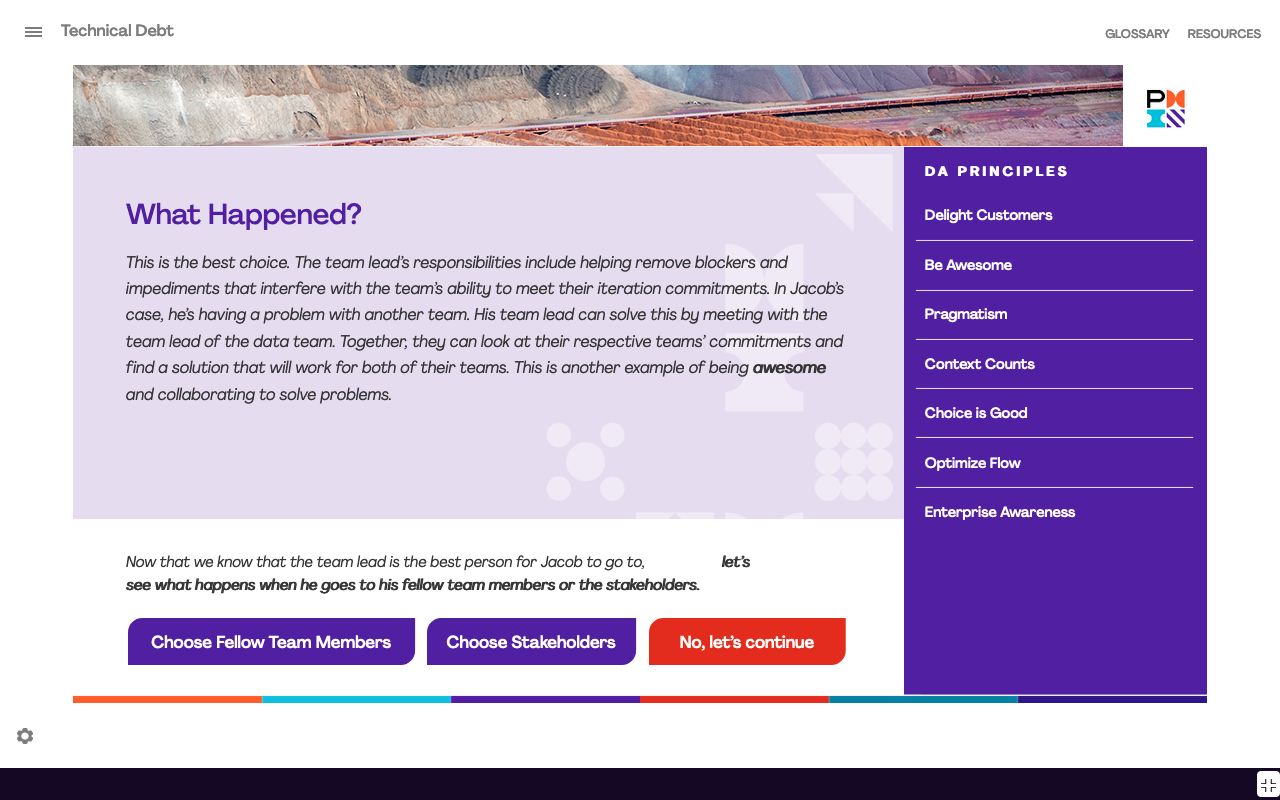 Technical Debt
GLOSSARY
RESOURCES
What Happened?
This is the best choice. The team lead’s responsibilities include helping remove blockers and
impediments that interfere with the team’s ability to meet their iteration commitments. In Jacob’s
case, he’s having a problem with another team. His team lead can solve this by meeting with the
team lead of the data team. Together, they can look at their respective teams’ commitments and
find a solution that will work for both of their teams. This is another example of being awesome
and collaborating to solve problems.
Now that we know that the team lead is the best person for Jacob to go to, let’s
see what happens when he goes to his fellow team members or the stakeholders.
Choose Fellow Team Members
Choose Stakeholders
No, let’s continue
DA PRINCIPLES
Delight Customers
Be Awesome
Pragmatism
Context Counts
Choice is Good
Optimize Flow
Enterprise Awareness